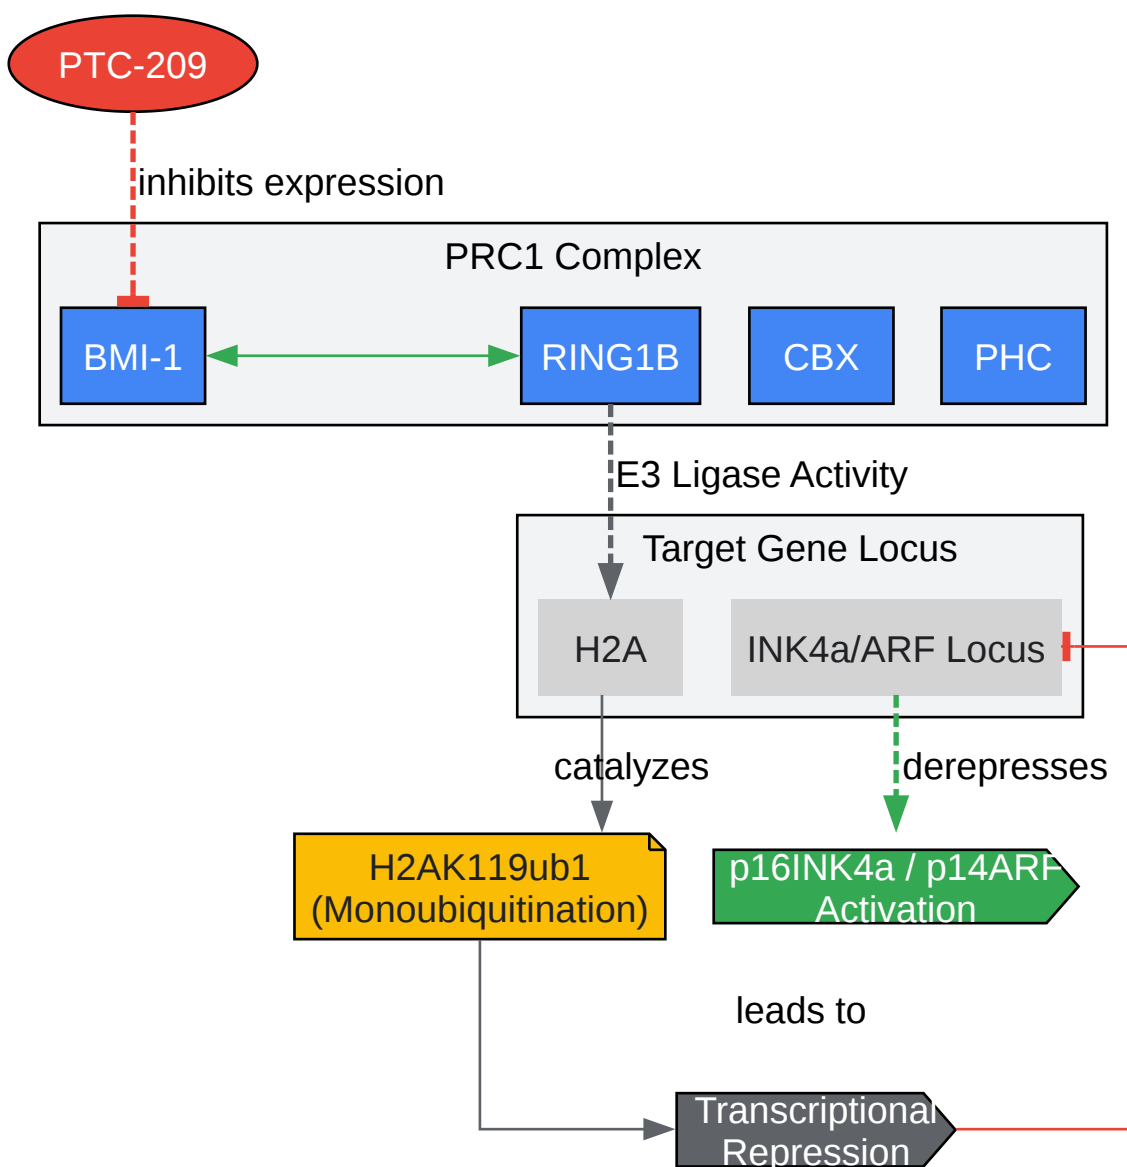 PTC-209
inhibits expression
PRC1 Complex
BMI-1
RING1B
CBX
PHC
E3 Ligase Activity
Target Gene Locus
H2A
INK4a/ARF Locus
catalyzes
derepresses
H2AK119ub1
(Monoubiquitination)
p16INK4a / p14ARF
Activation
leads to
Transcriptional
Repression